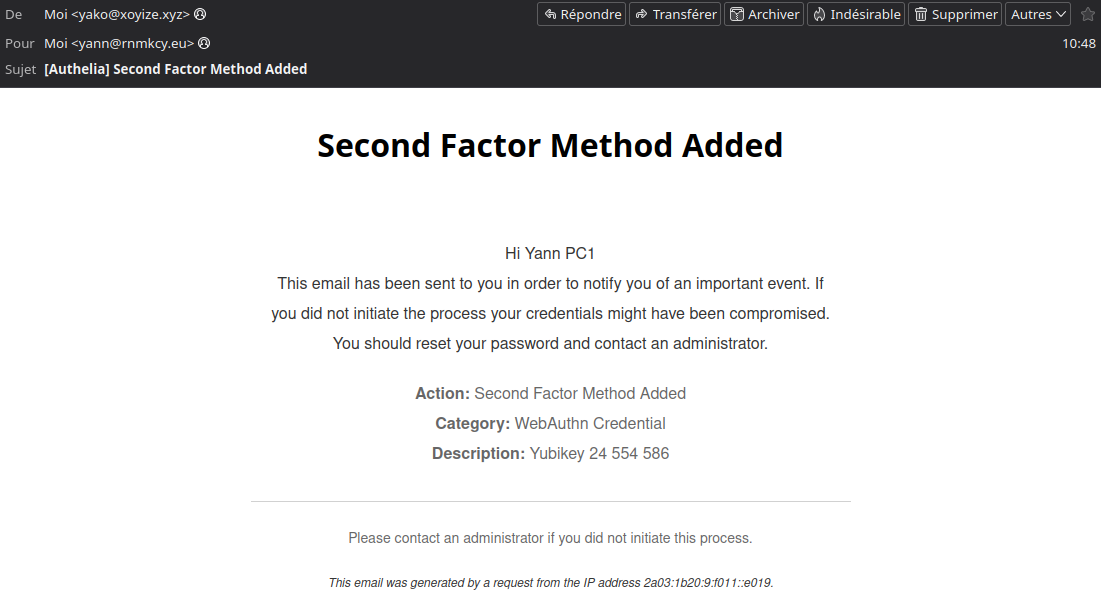 De Moi <yako@xoyize.xyz> Répondre Transférer Archiver Indésirable Supprimer Autres
Pour Moi <yann@rnmkcy.eu> 10:48
Sujet [Authelia] Second Factor Method Added
Second Factor Method Added
Hi Yann PC1
This email has been sent to you in order to notify you of an important event. If
you did not initiate the process your credentials might have been compromised.
You should reset your password and contact an administrator.
Action: Second Factor Method Added
Category: WebAuthn Credential
Description: Yubikey 24 554 586
Please contact an administrator if you did not initiate this process.
This email was generated by a request from the IP address 2a03:1b20:9:f011::e019.